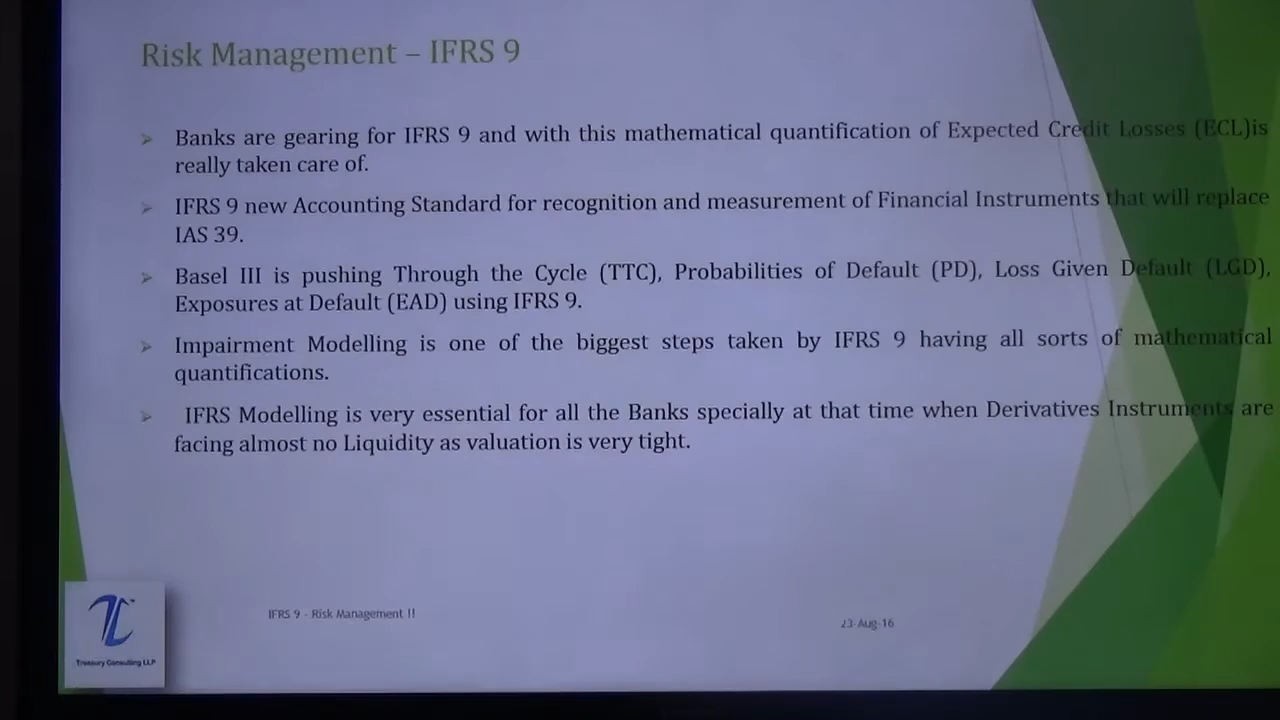 Risk Management – IFRS 9
Banks are gearing for IFRS 9 and with this mathematical quantification of Expected Credit Losses (ECL)is
really taken care of.
IFRS 9 new Accounting Standard for recognition and measurement of Financial Instruments that will replace
IAS 39.
Basel III is pushing Through the Cycle (TTC), Probabilities of Default (PD), Loss Given Default (LGD),
Exposures at Default (EAD) using IFRS 9.
Impairment Modelling is one of the biggest steps taken by IFRS 9 having all sorts of mathematical
quantifications.
IFRS Modelling is very essential for all the Banks specially at that time when Derivatives Instruments are
facing almost no Liquidity as valuation is very tight.
IFRS 9 - Risk Management !!
23-Aug-16
Treasury Consulting LLP